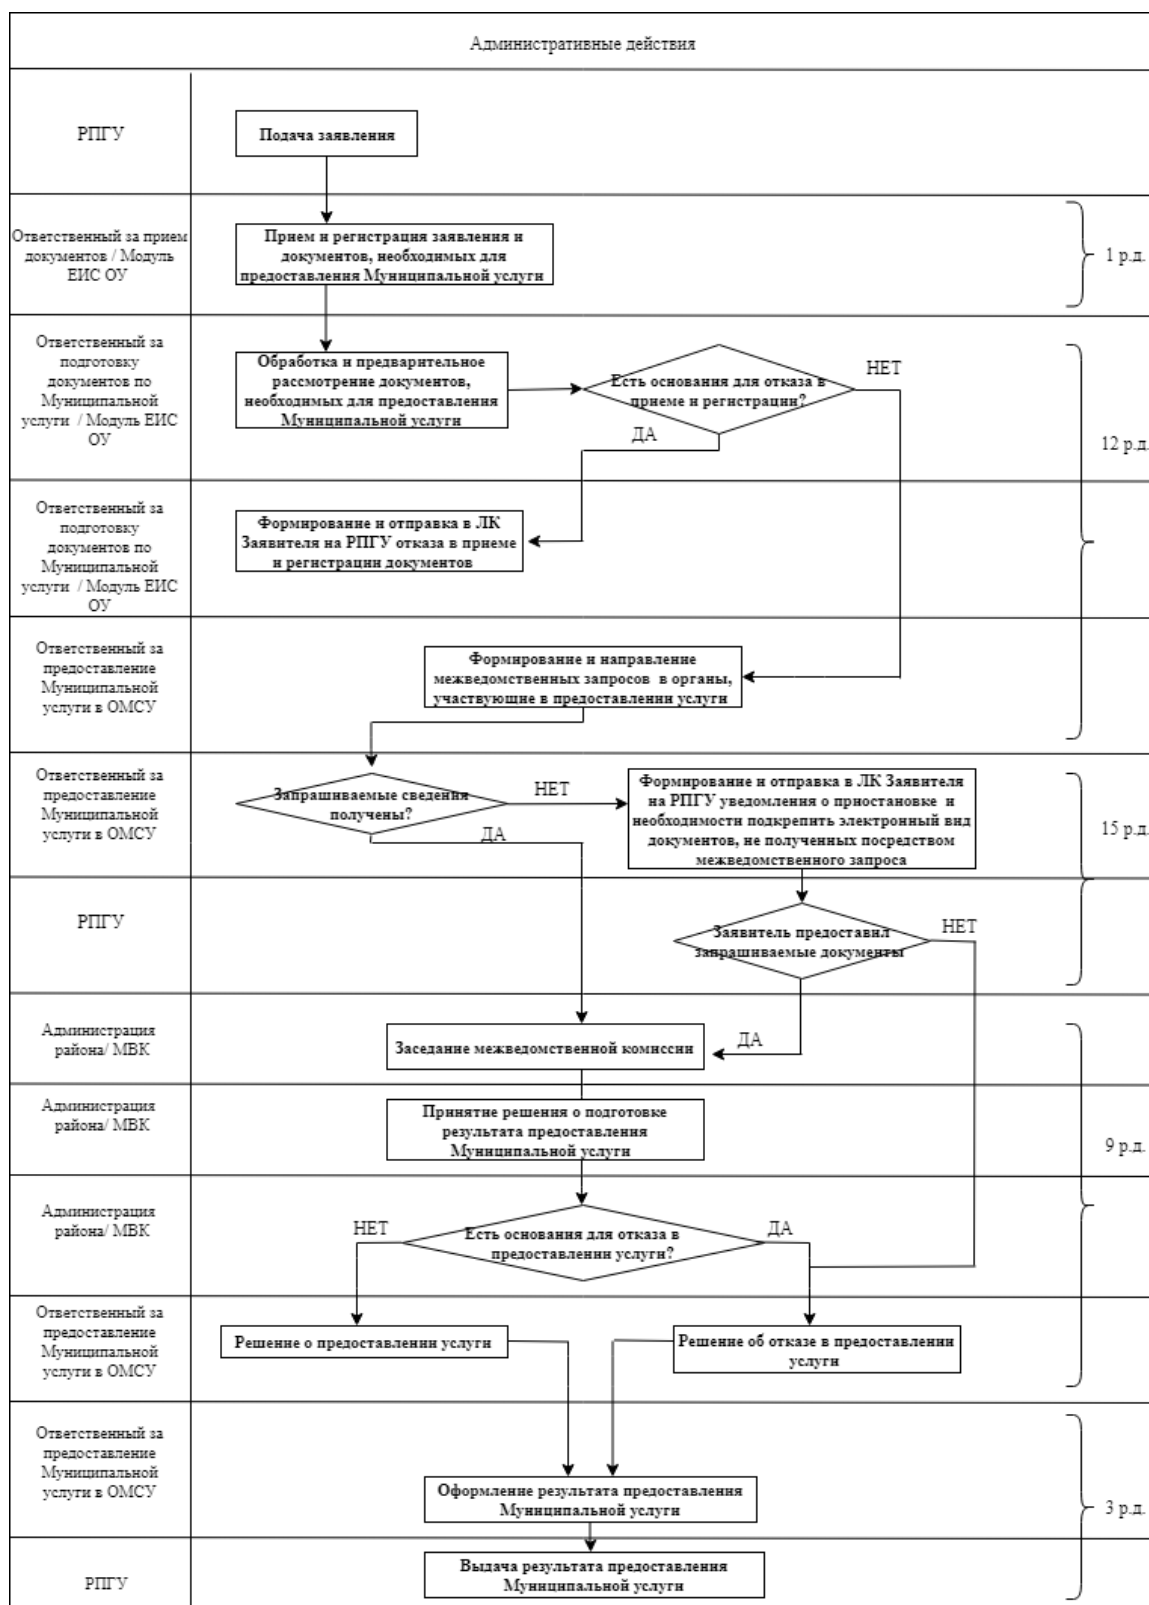 Административные действия
РПГУ
Подача заявления
Ответственный за прием
документов / Модуль
ЕИС ОУ
Прием и регистрация заявления и
документов, необходимых для
предоставления Муниципальной услуги
1 р.д.
Ответственный за
подготовку
документов по
Муниципальной
услуги / Модуль ЕИС
ОУ
Обработка и предварительное
рассмотрение документов,
необходимых для предоставления
Муниципальной услуги
Есть основания для отказа в
приеме и регистрации?
НЕТ
ДА
12 р.д.
Ответственный за
подготовку
документов по
Муниципальной
услуги / Модуль ЕИС
ОУ
Формирование и отправка в ЛК
Заявителя на РПГУ отказа в приеме
и регистрации документов
Ответственный за
предоставление
Муниципальной
услуги в ОМСУ
Формирование и направление
межведомственных запросов в органы,
участвующие в предоставлении услуги
Ответственный за
предоставление
Муниципальной
услуги в ОМСУ
Запрашиваемые сведения
получены?
НЕТ
ДА
Формирование и отправка в ЛК Заявителя
на РПГУ уведомления о приостановке и
необходимости подкрепить электронный вид
документов, не полученных посредством
межведомственного запроса
15 р.д.
РПГУ
Заявитель предоставил
запрашиваемые документы
НЕТ
ДА
Администрация
района/ МВК
Заседание межведомственной комиссии
Администрация
района/ МВК
Принятие решения о подготовке
результата предоставления
Муниципальной услуги
9 р.д.
Администрация
района/ МВК
НЕТ
Есть основания для отказа в
предоставлении услуги?
ДА
Ответственный за
предоставление
Муниципальной
услуги в ОМСУ
Решение о предоставлении услуги
Решение об отказе в предоставлении
услуги
Ответственный за
предоставление
Муниципальной
услуги в ОМСУ
Оформление результата предоставления
Муниципальной услуги
3 р.д.
РПГУ
Выдача результата предоставления
Муниципальной услуги